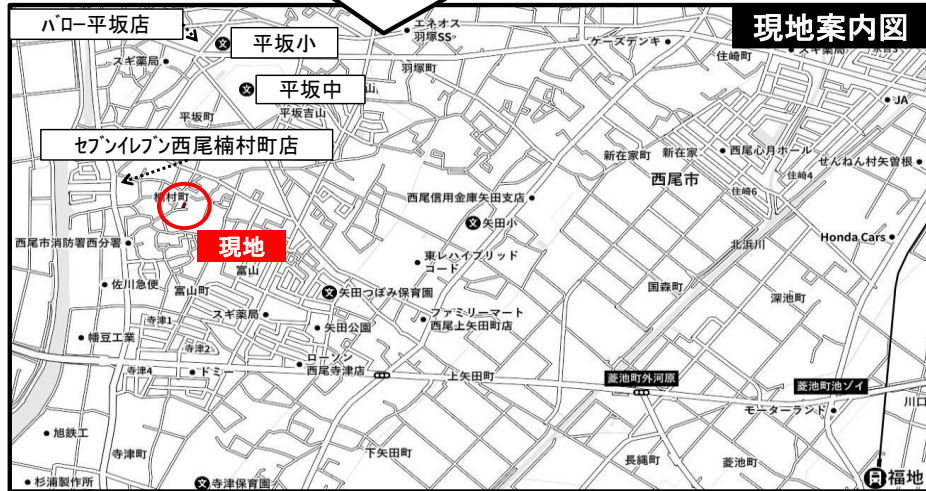 現地案内図
バロー平坂店
平坂小
平坂中
セブンイレブン西尾楠村町店
現地
エネオス
羽塚SS
ケーズデンキ
スギ薬局
住崎町
スギ薬局
羽塚町
平坂町
平坂吉山
JA
新在家町
新在家
西尾心月ホール
せんねん村矢曽根
西尾市
住崎6
住崎4
楠村町
西尾信用金庫矢田支店
文
矢田小
西尾市消防署西分署
Honda Cars
北浜川
東レハイブリッド
コード
富山
佐川急便
富山町
文
矢田つぼみ保育園
国森町
深池町
スギ薬局
ファミリーマート
西尾上矢田町店
寺津1
矢田公園
幡豆工業
寺津2
ローソン
西尾寺津店
寺津4
ドミー
上矢田町
菱池町外河原
菱池町池ゾイ
川口
モーターランド
旭鉄工
寺津町
下矢田町
長縄町
菱池町
杉浦製作所
文
寺津保育園
福地